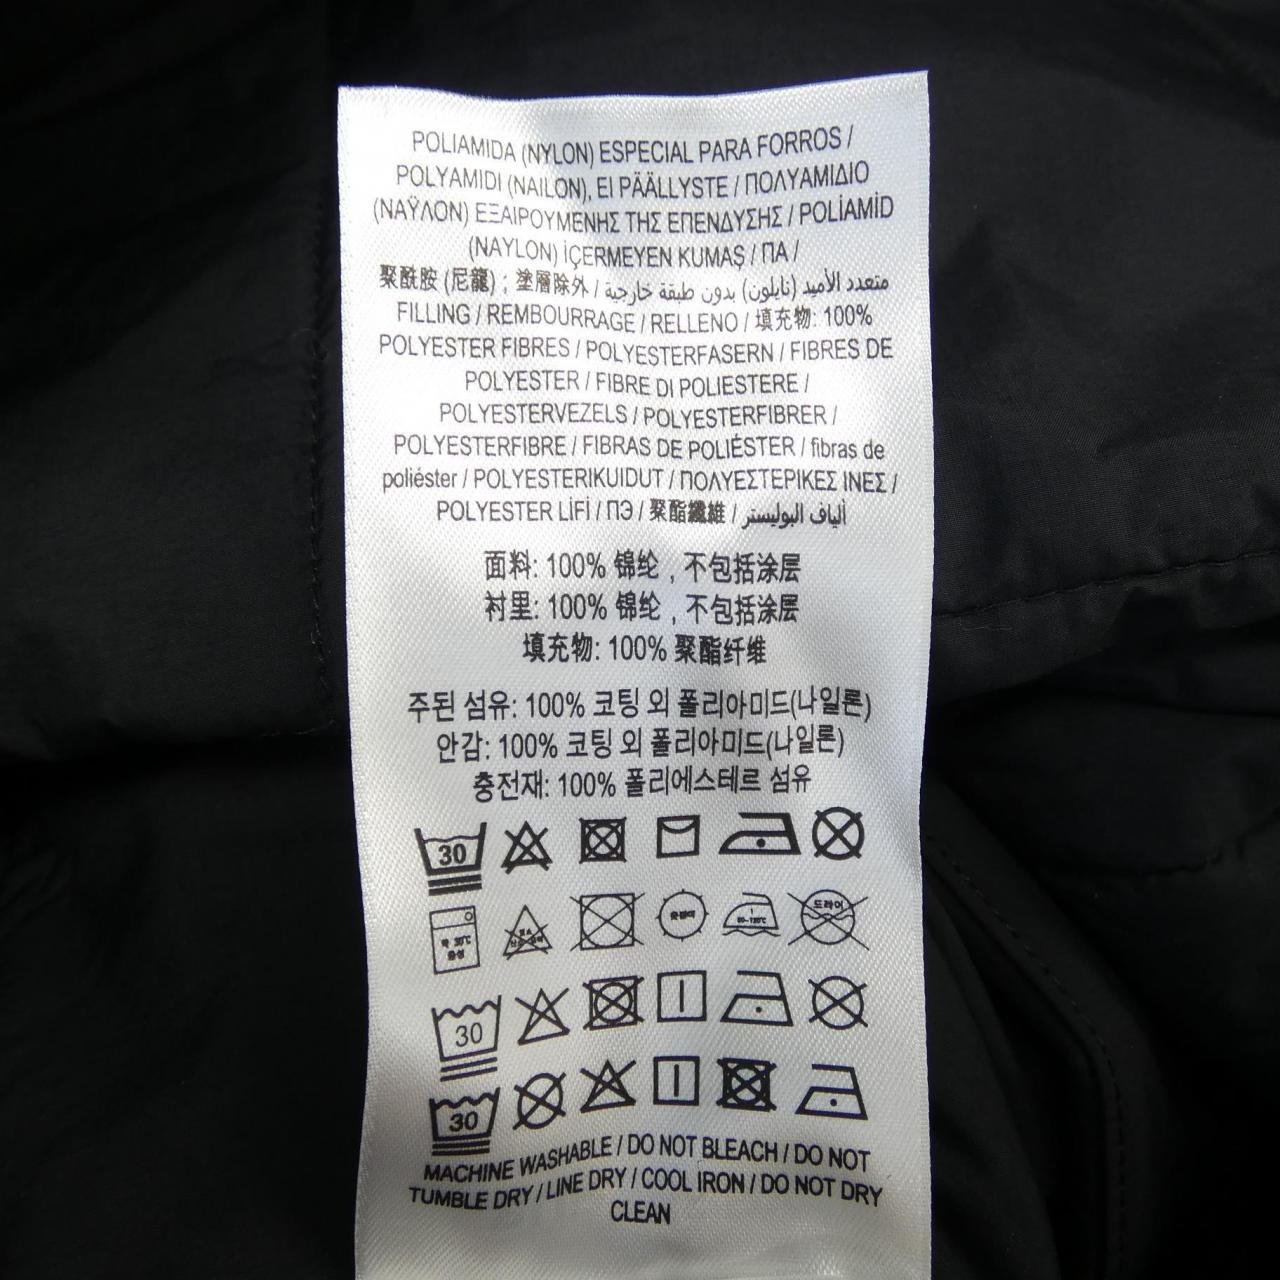 POLIAMIDA (NYLON) ESPECIAL PARA FORROS /
POLYAMIDI (NAILON), EI PÄÄLLYSTE / ΠΟΛΥΑΜΙΔΙΟ
(ΝΑΫΛΟΝ) ΕΞΑΙΡΟΥΜΕΝΗΣ ΤΗΣ ΕΠΕΝΔΥΣΗΣ / POLİAMİD
(NAYLON) İÇERMEYEN KUMAŞ / ПА /
聚酰胺 (尼龍) ; 塗層除外 / متعدد الأميد (نايلون) بدون طبقة خارجية
FILLING / REMBOURRAGE / RELLENO / 填充物: 100%
POLYESTER FIBRES / POLYESTERFASERN / FIBRES DE
POLYESTER / FIBRE DI POLIESTERE /
POLYESTERVEZELS / POLYESTERFIBRER /
POLYESTERFIBRE / FIBRAS DE POLIÉSTER / fibras de
poliéster / POLYESTERIKUIDUT / ΠΟΛΥΕΣΤΕΡΙΚΕΣ ΙΝΕΣ /
POLYESTER LİFİ / ПЭ / 聚酯纖維 / ألياف البوليستر
面料: 100% 锦纶 , 不包括涂层
衬里: 100% 锦纶 , 不包括涂层
填充物: 100% 聚酯纤维
주된 섬유: 100% 코팅 외 폴리아미드(나일론)
안감: 100% 코팅 외 폴리아미드(나일론)
충전재: 100% 폴리에스테르 섬유
30
드라이
30
30
MACHINE WASHABLE / DO NOT BLEACH / DO NOT
TUMBLE DRY / LINE DRY / COOL IRON / DO NOT DRY
CLEAN